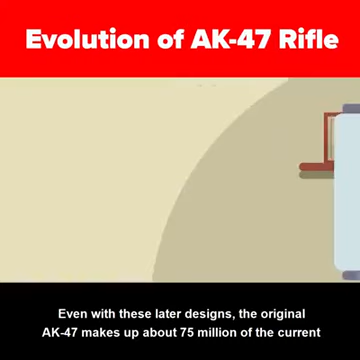 Evolution of AK-47 Rifle
Even with these later designs, the original
AK-47 makes up about 75 million of the current